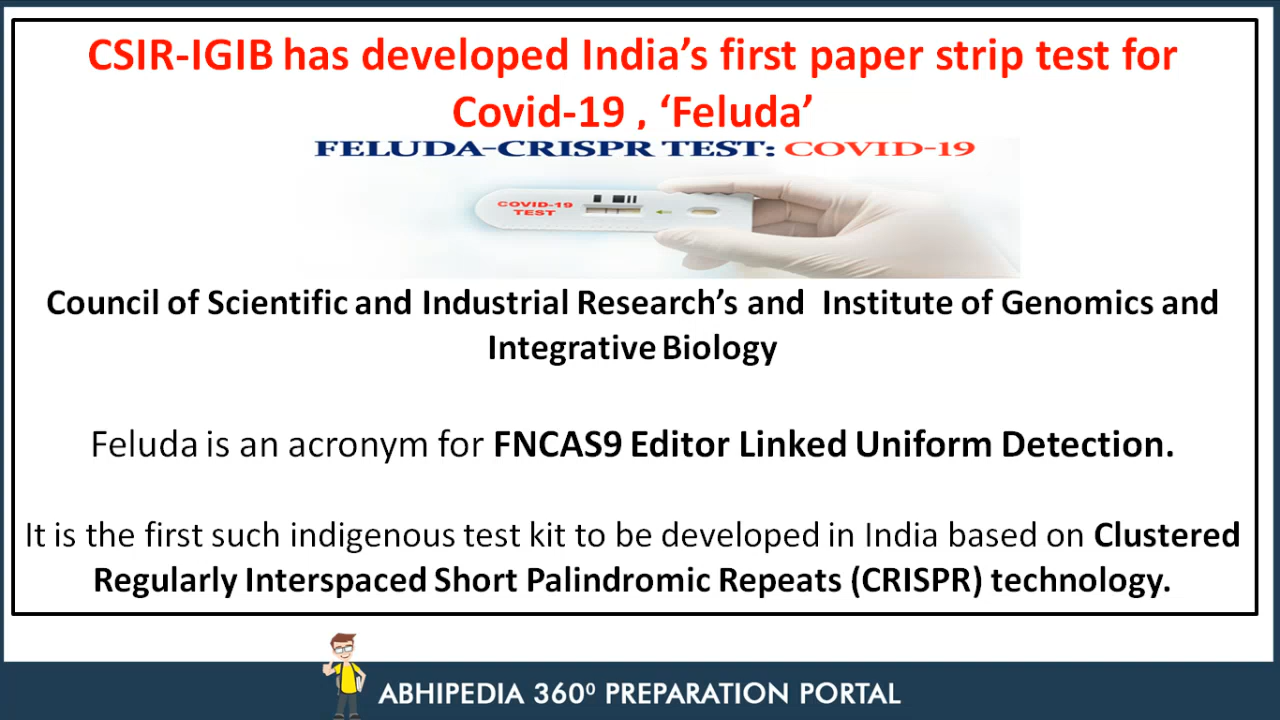 CSIR-IGIB has developed India's first paper strip test for
Covid-19 , 'Feluda'
FELUDA-CRISPR TEST: COVID-19
COVID-19
TEST
Council of Scientific and Industrial Research's and Institute of Genomics and
Integrative Biology
Feluda is an acronym for FNCAS9 Editor Linked Uniform Detection.
It is the first such indigenous test kit to be developed in India based on Clustered
Regularly Interspaced Short Palindromic Repeats (CRISPR) technology.
ABHIPEDIA 360⁰ PREPARATION PORTAL